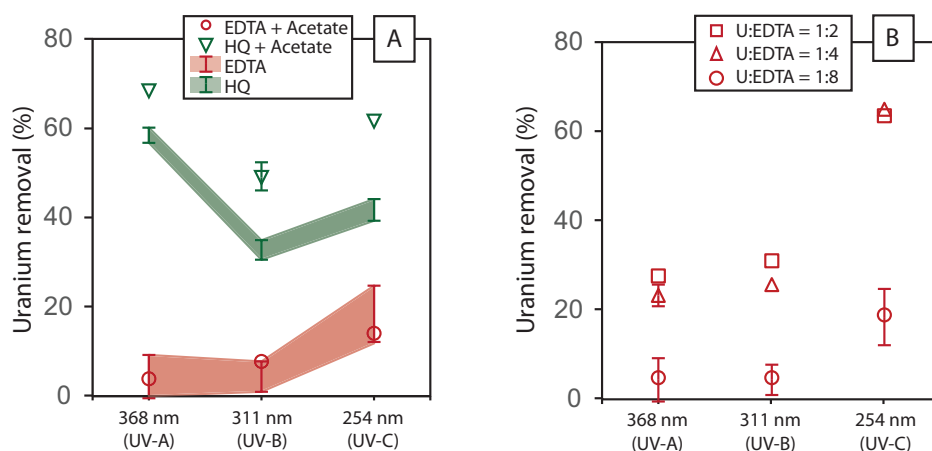 EDTA + Acetate
HQ + Acetate
EDTA
HQ
A
Uranium removal (%)
80
60
40
20
0
368 nm
(UV-A)
311 nm
(UV-B)
254 nm
(UV-C)
U:EDTA = 1:2
U:EDTA = 1:4
U:EDTA = 1:8
B
Uranium removal (%)
80
60
40
20
0
368 nm
(UV-A)
311 nm
(UV-B)
254 nm
(UV-C)